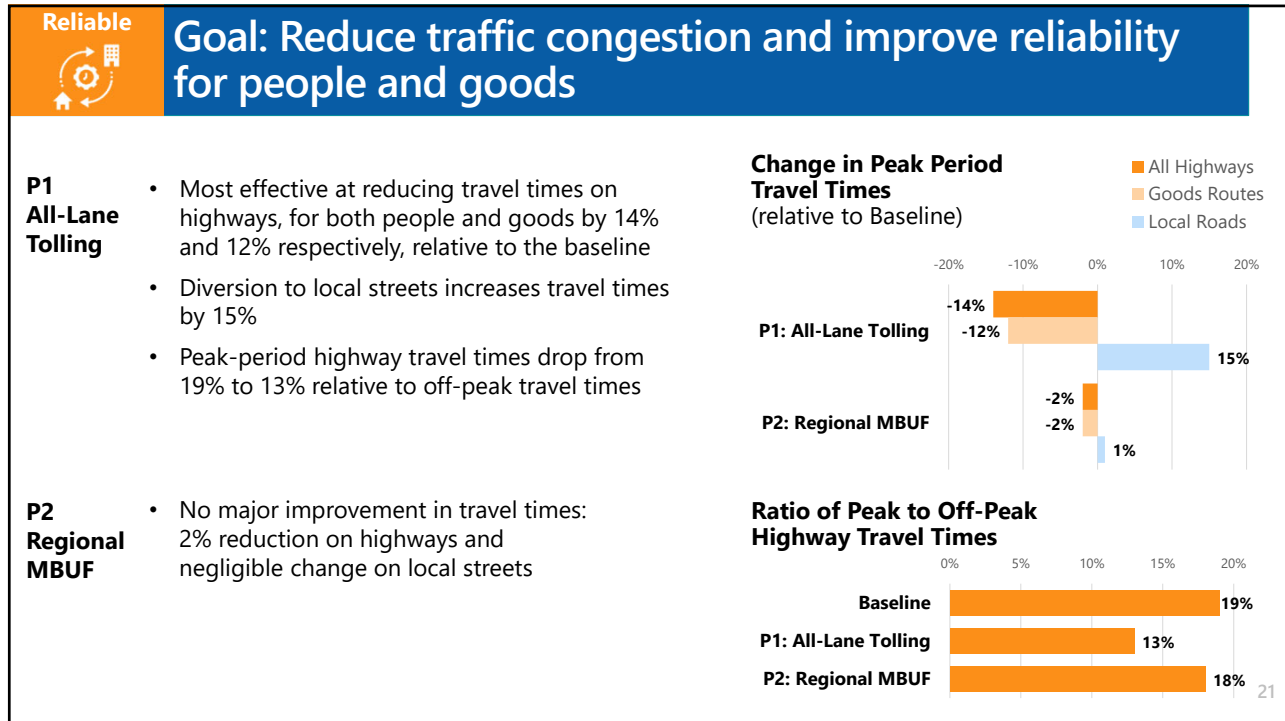 Reliable
Goal: Reduce traffic congestion and improve reliability
for people and goods
P1
All-Lane
Tolling
• Most effective at reducing travel times on
highways, for both people and goods by 14%
and 12% respectively, relative to the baseline
• Diversion to local streets increases travel times
by 15%
• Peak-period highway travel times drop from
19% to 13% relative to off-peak travel times
P2
Regional
MBUF
• No major improvement in travel times:
2% reduction on highways and
negligible change on local streets
Change in Peak Period
Travel Times
(relative to Baseline)
All Highways
Goods Routes
Local Roads
-20% -10% 0% 10% 20%
-14%
P1: All-Lane Tolling -12%
15%
-2%
P2: Regional MBUF -2%
1%
Ratio of Peak to Off-Peak
Highway Travel Times
0% 5% 10% 15% 20%
Baseline 19%
P1: All-Lane Tolling 13%
P2: Regional MBUF 18%
21